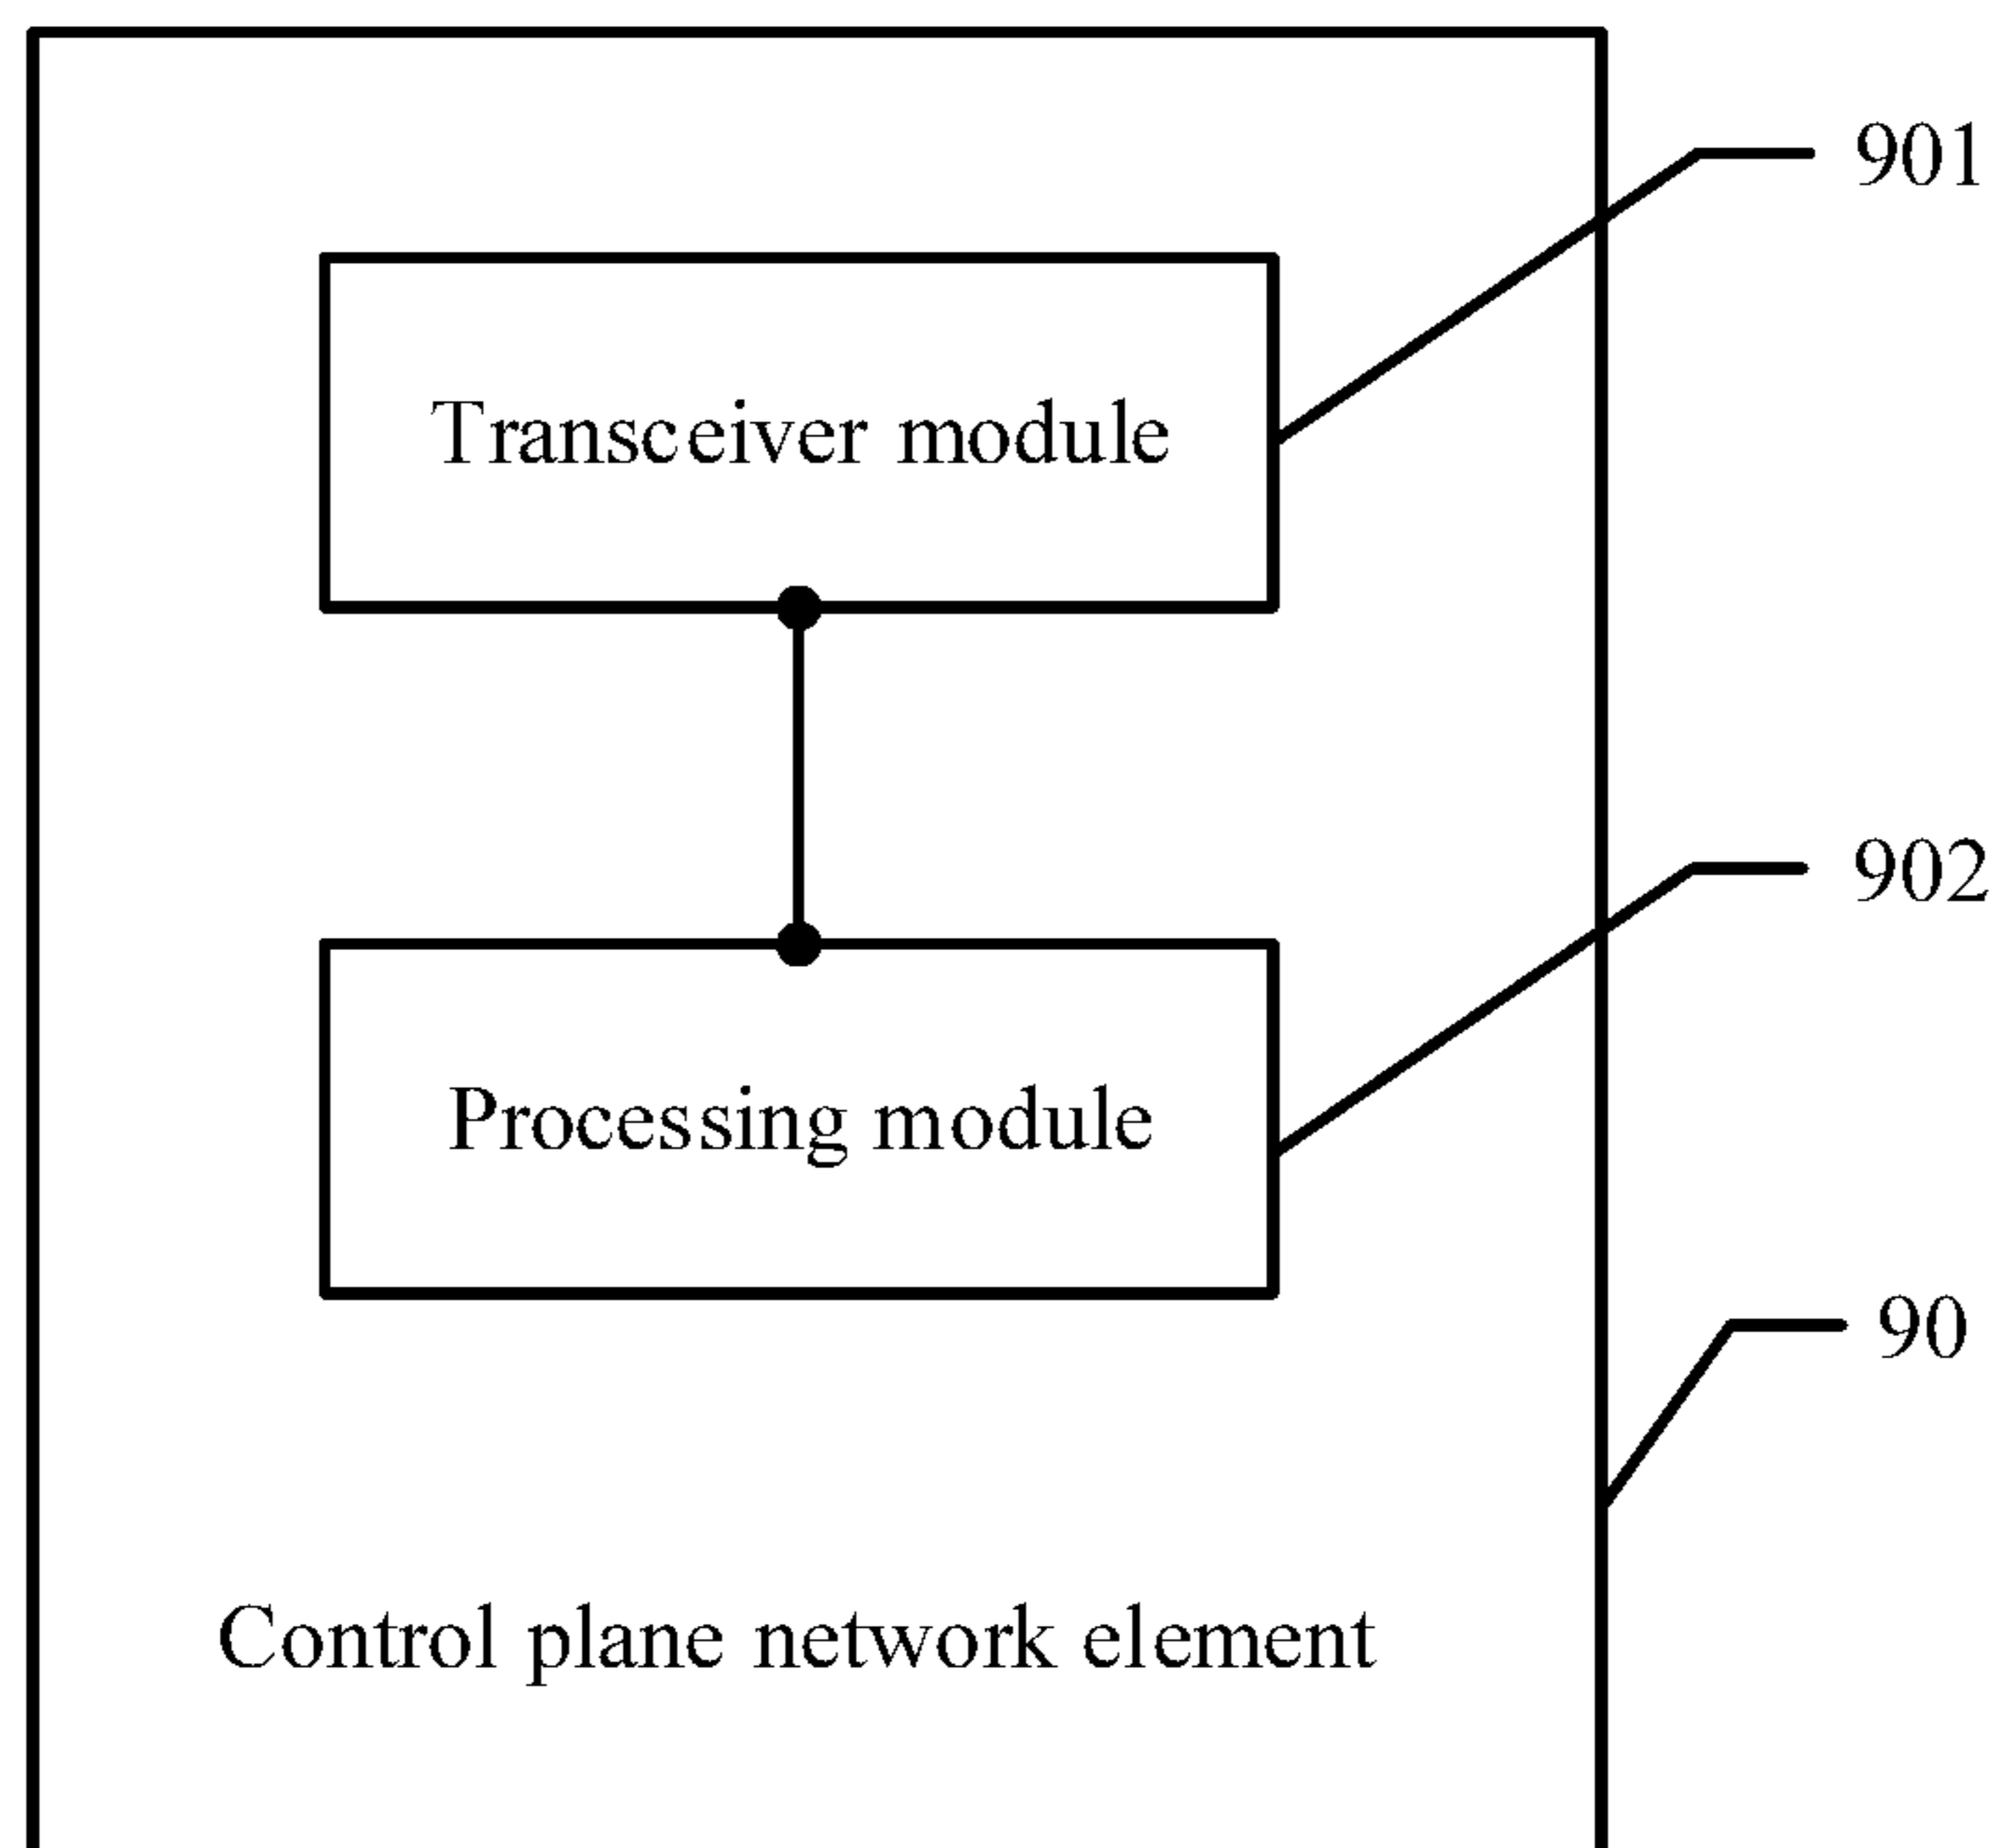 901
Transceiver module
902
Processing module
90
Control plane network element